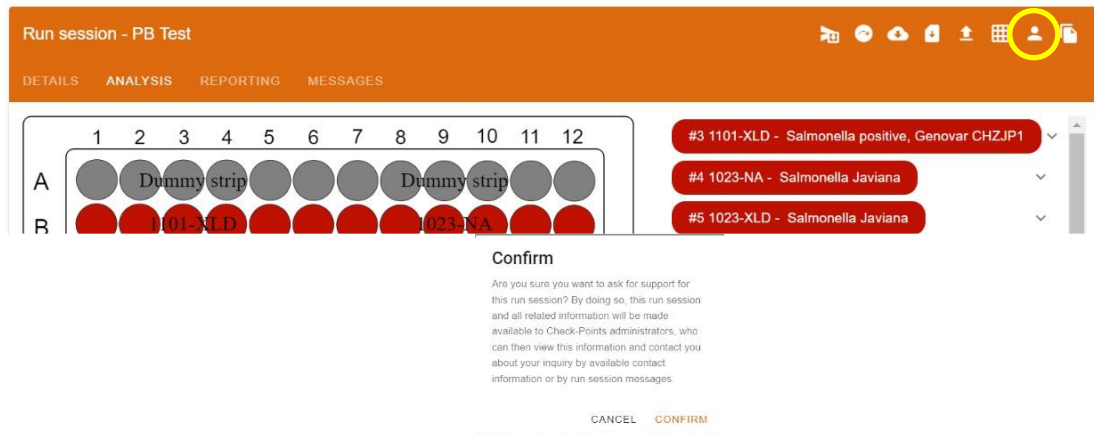 Run session - PB Test
DETAILS ANALYSIS REPORTING MESSAGES
1 2 3 4 5 6 7 8 9 10 11 12
A Dummy strip Dummy strip
B 1101-XLD 1023-NA
#3 1101-XLD - Salmonella positive, Genovar CHZJP1
#4 1023-NA - Salmonella Javiana
#5 1023-XLD - Salmonella Javiana
Confirm
Are you sure you want to ask for support for
this run session? By doing so, this run session
and all related information will be made
available to Check-Points administrators, who
can then view this information and contact you
about your inquiry by available contact
information or by run session messages.
CANCEL CONFIRM